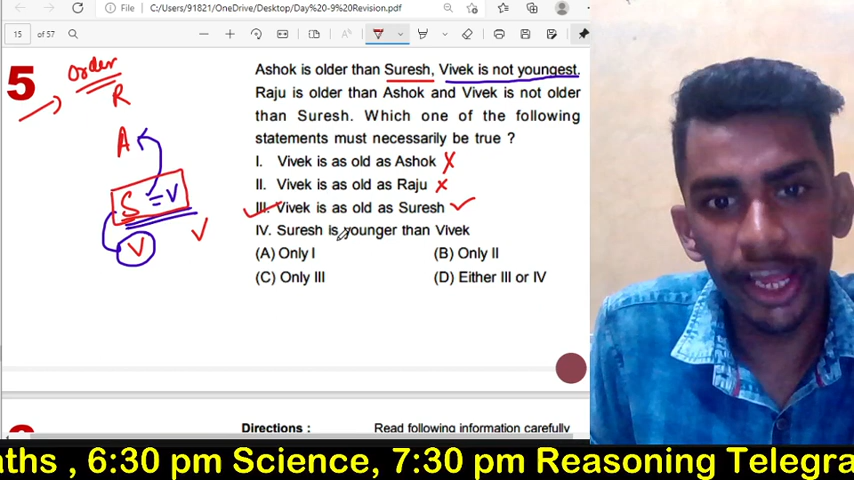 C:/Users/91821/OneDrive/Desktop/Day%20-9%20Revision.pdf
15 of 57
5
order
R
A
S = V
V
V
Ashok is older than Suresh, Vivek is not youngest.
Raju is older than Ashok and Vivek is not older
than Suresh. Which one of the following
statements must necessarily be true ?
I. Vivek is as old as Ashok
II. Vivek is as old as Raju
III. Vivek is as old as Suresh
IV. Suresh is younger than Vivek
(A) Only I (B) Only II
(C) Only III (D) Either III or IV
Directions : Read following information carefully
aths , 6:30 pm Science, 7:30 pm Reasoning Telegra